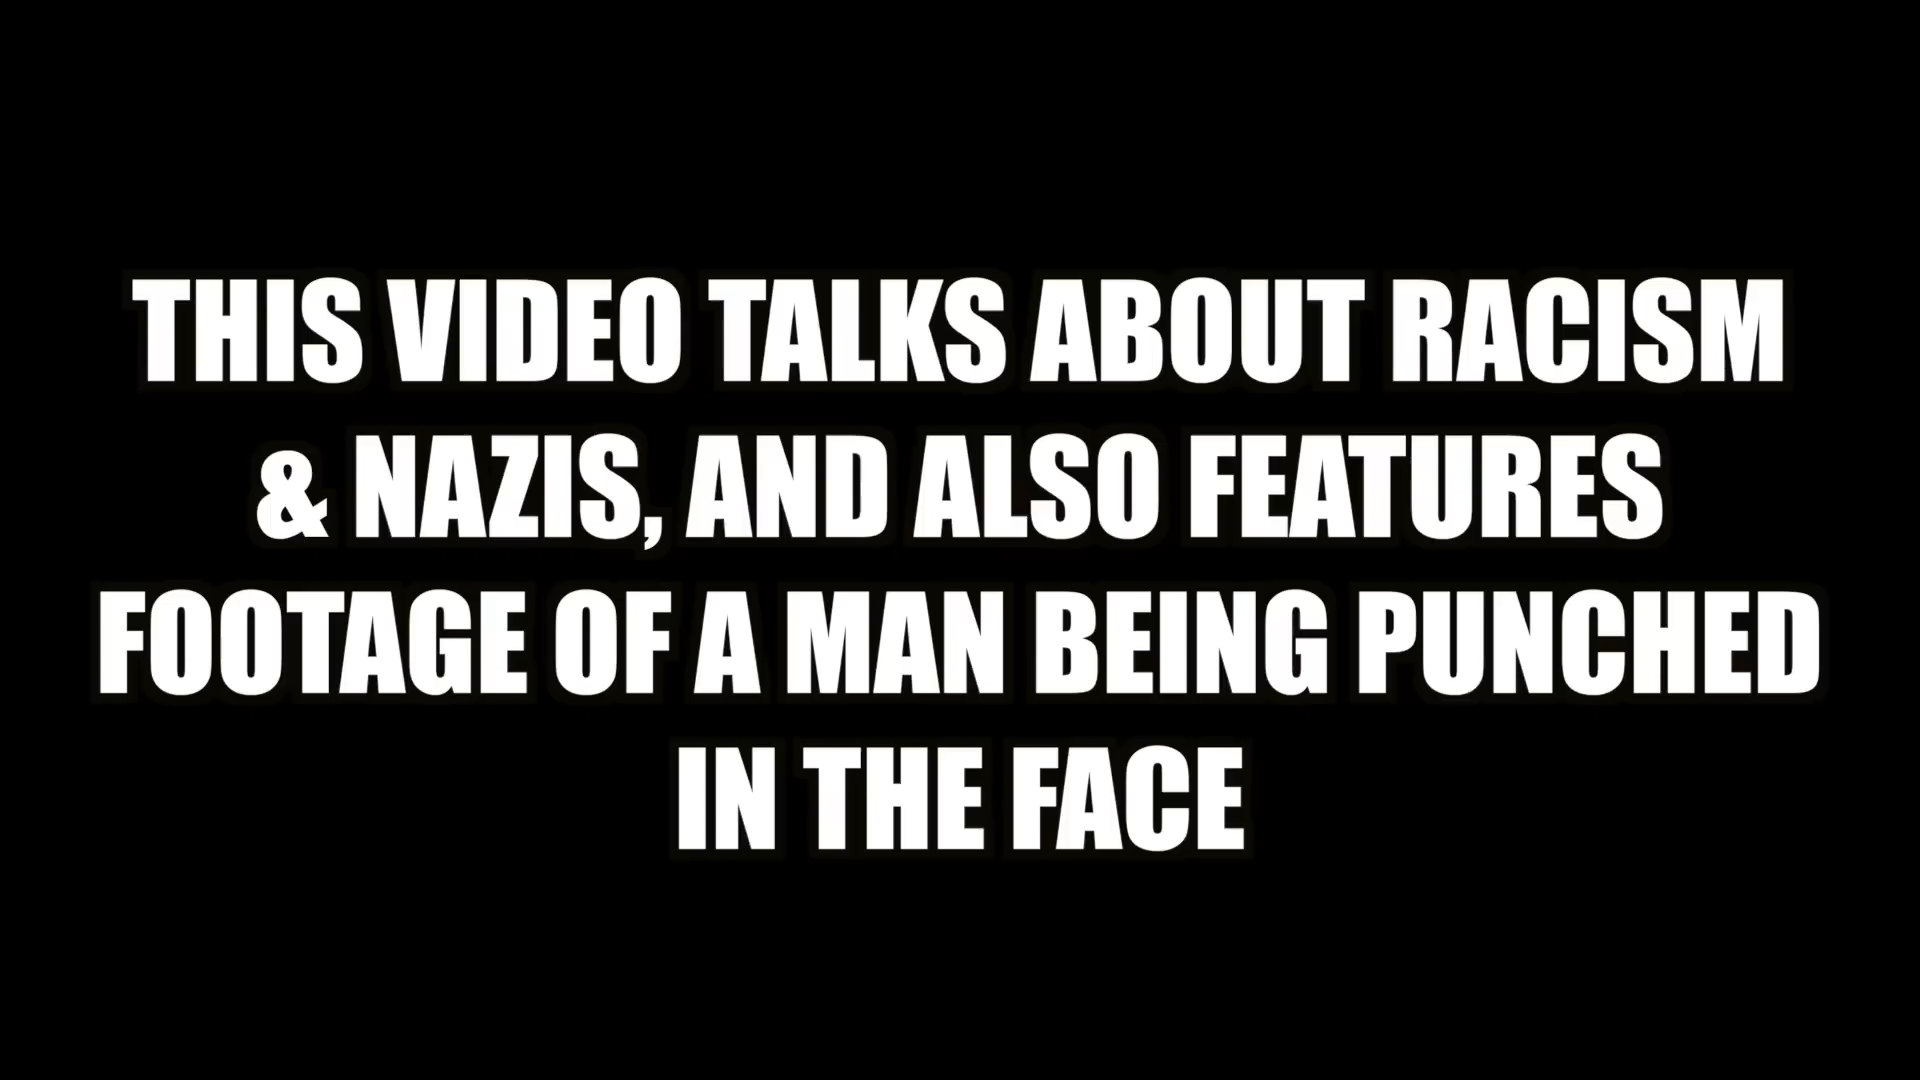 THIS VIDEO TALKS ABOUT RACISM
& NAZIS, AND ALSO FEATURES
FOOTAGE OF A MAN BEING PUNCHED
IN THE FACE